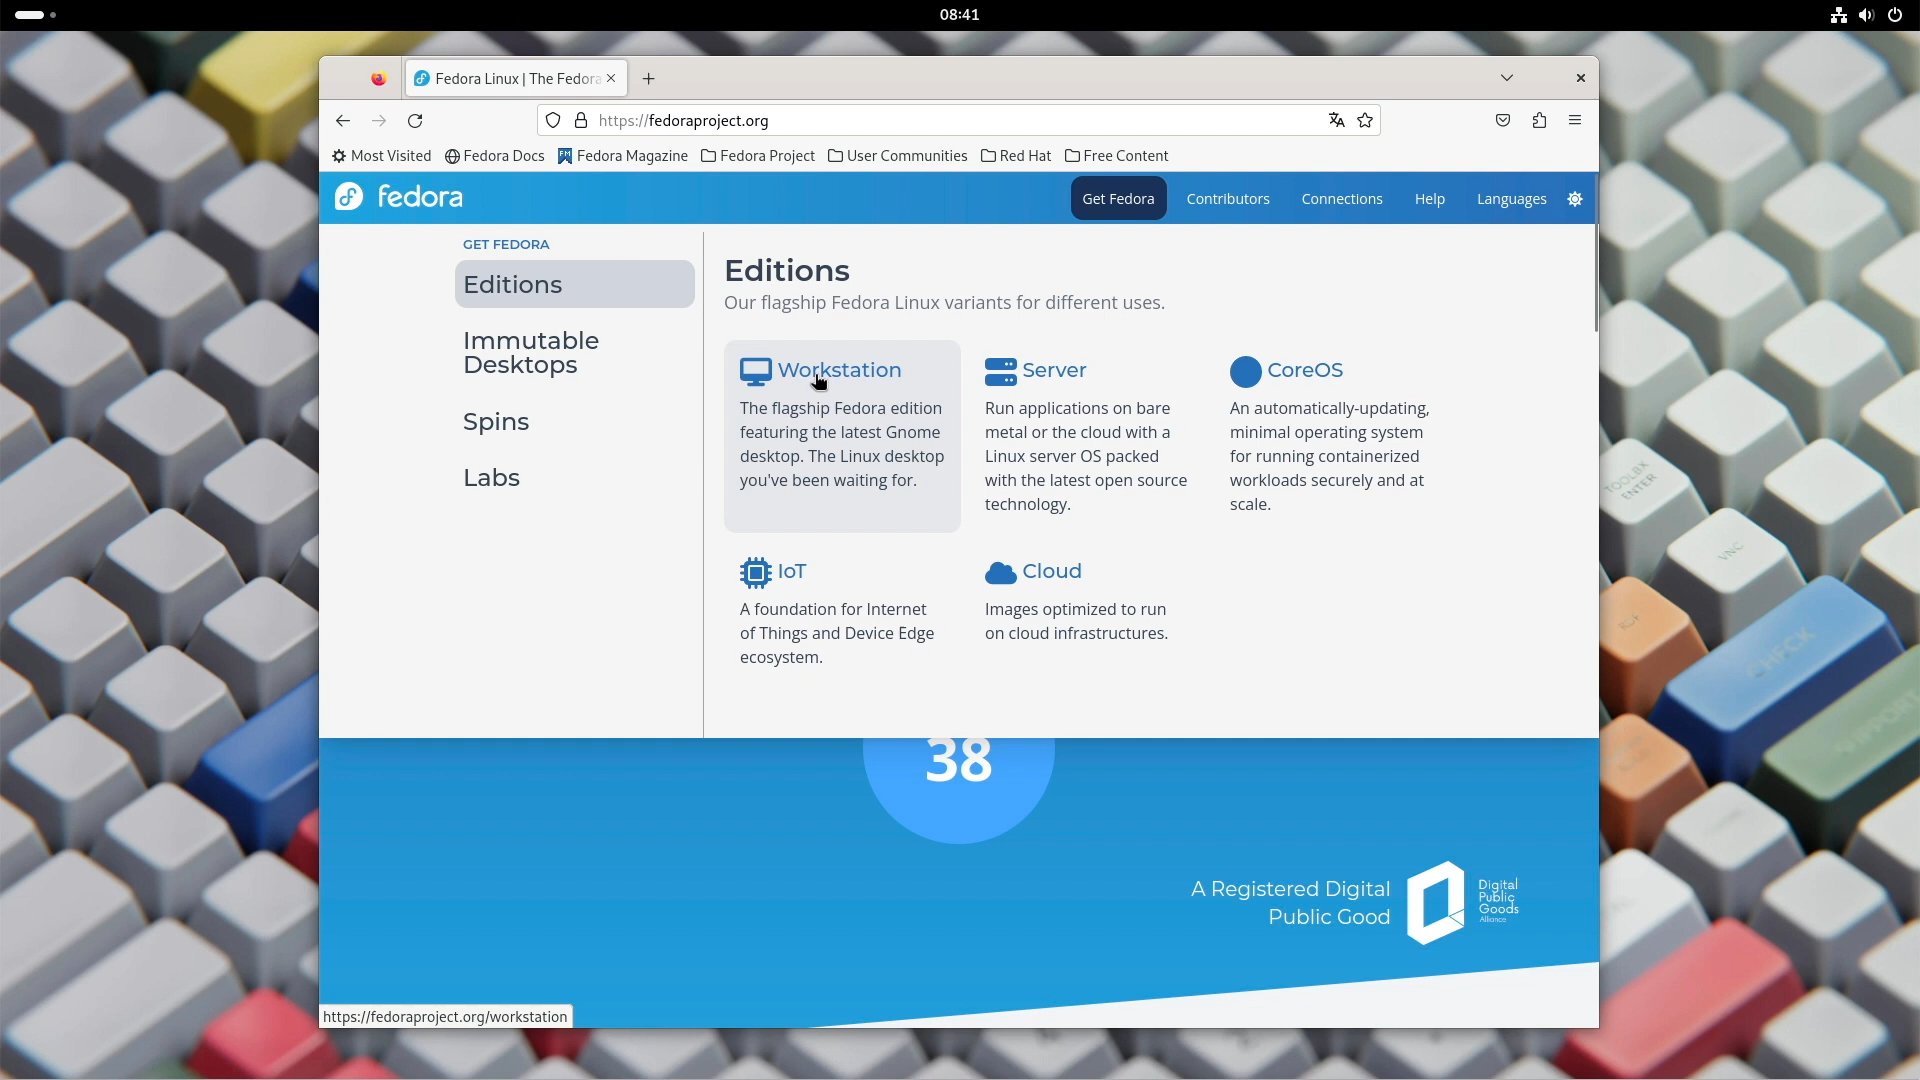 08:41
Fedora Linux | The Fedora
https://fedoraproject.org
Most Visited
Fedora Docs
Fedora Magazine
Fedora Project
User Communities
Red Hat
Free Content
fedora
Get Fedora
Contributors
Connections
Help
Languages
GET FEDORA
Editions
Immutable
Desktops
Spins
Labs
Editions
Our flagship Fedora Linux variants for different uses.
Workstation
The flagship Fedora edition
featuring the latest Gnome
desktop. The Linux desktop
you've been waiting for.
Server
Run applications on bare
metal or the cloud with a
Linux server OS packed
with the latest open source
technology.
CoreOS
An automatically-updating,
minimal operating system
for running containerized
workloads securely and at
scale.
IoT
A foundation for Internet
of Things and Device Edge
ecosystem.
Cloud
Images optimized to run
on cloud infrastructures.
38
A Registered Digital
Public Good
Digital
Public
Goods
Alliance
https://fedoraproject.org/workstation
TOOLBX
ENTER
VNC
CHECK